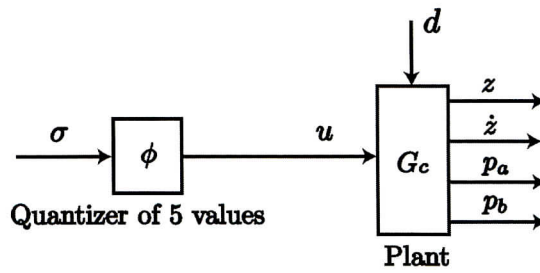 d
z
σ
u
ż
ϕ
G_c
p_a
p_b
Quantizer of 5 values
Plant